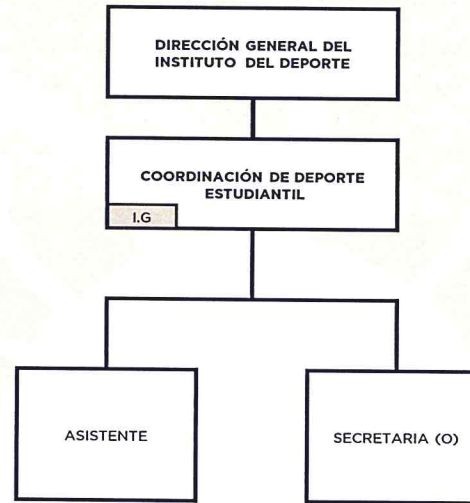 DIRECCIÓN GENERAL DEL
INSTITUTO DEL DEPORTE
COORDINACIÓN DE DEPORTE
ESTUDIANTIL
I.G
ASISTENTE
SECRETARIA (O)